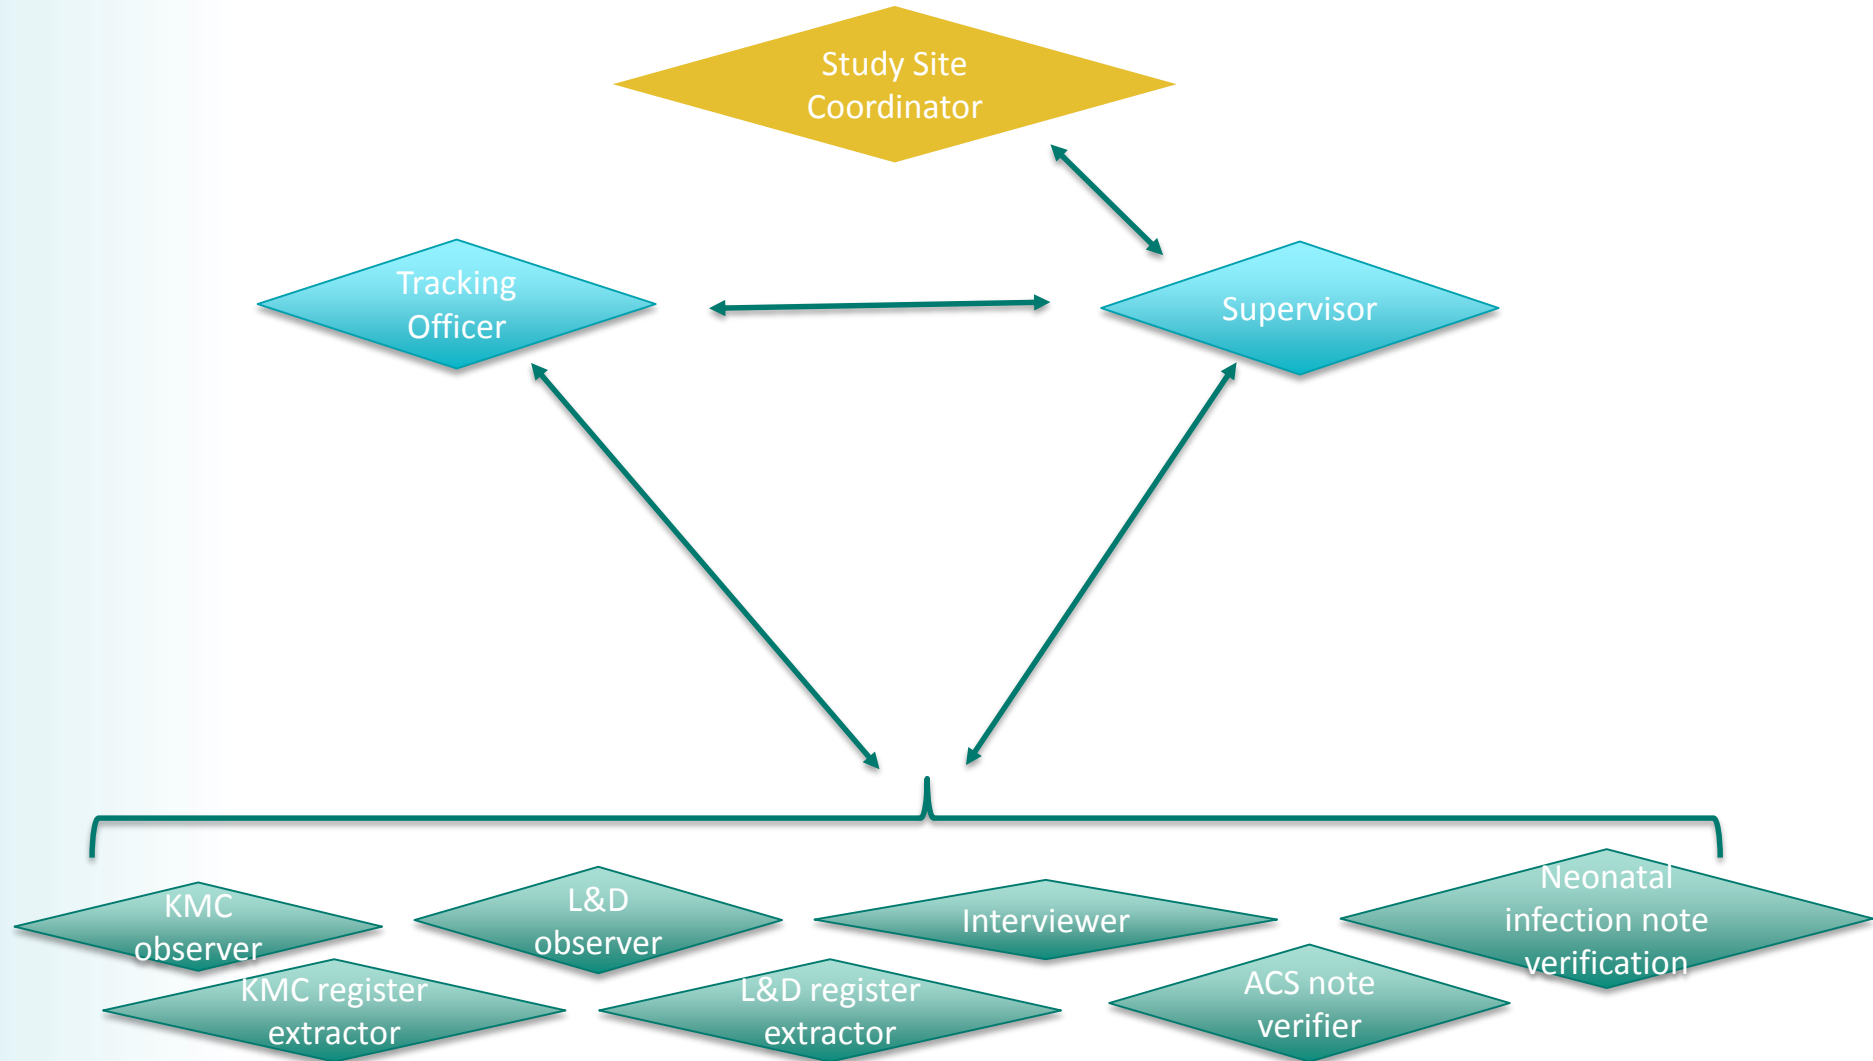 Study Site
Coordinator
Tracking
Officer
Supervisor
KMC
observer
L&D
observer
Interviewer
Neonatal
infection note
verification
KMC register
extractor
L&D register
extractor
ACS note
verifier